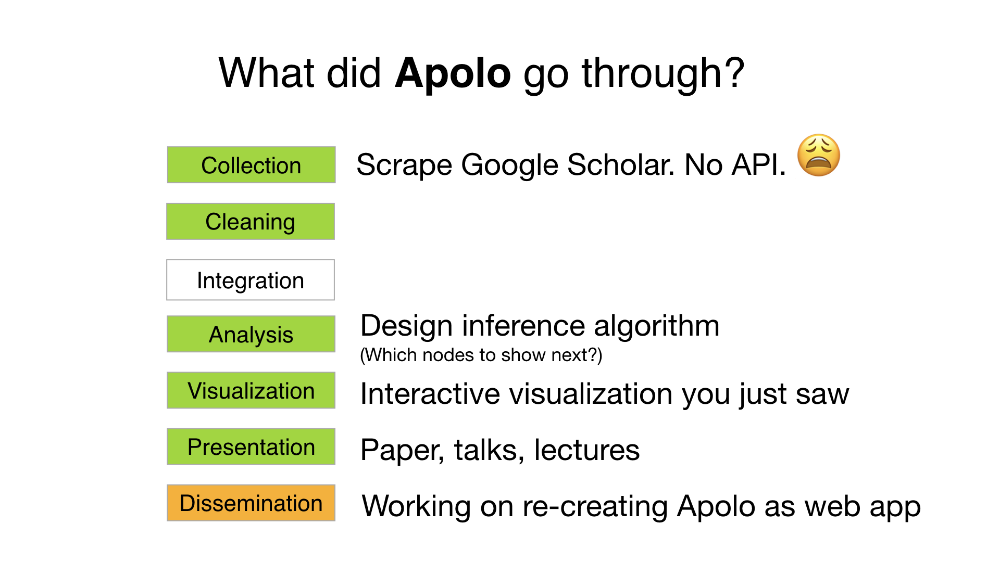 What did Apolo go through?
Collection
Scrape Google Scholar. No API.
Cleaning
Integration
Analysis
Design inference algorithm
(Which nodes to show next?)
Visualization
Interactive visualization you just saw
Presentation
Paper, talks, lectures
Dissemination
Working on re-creating Apolo as web app